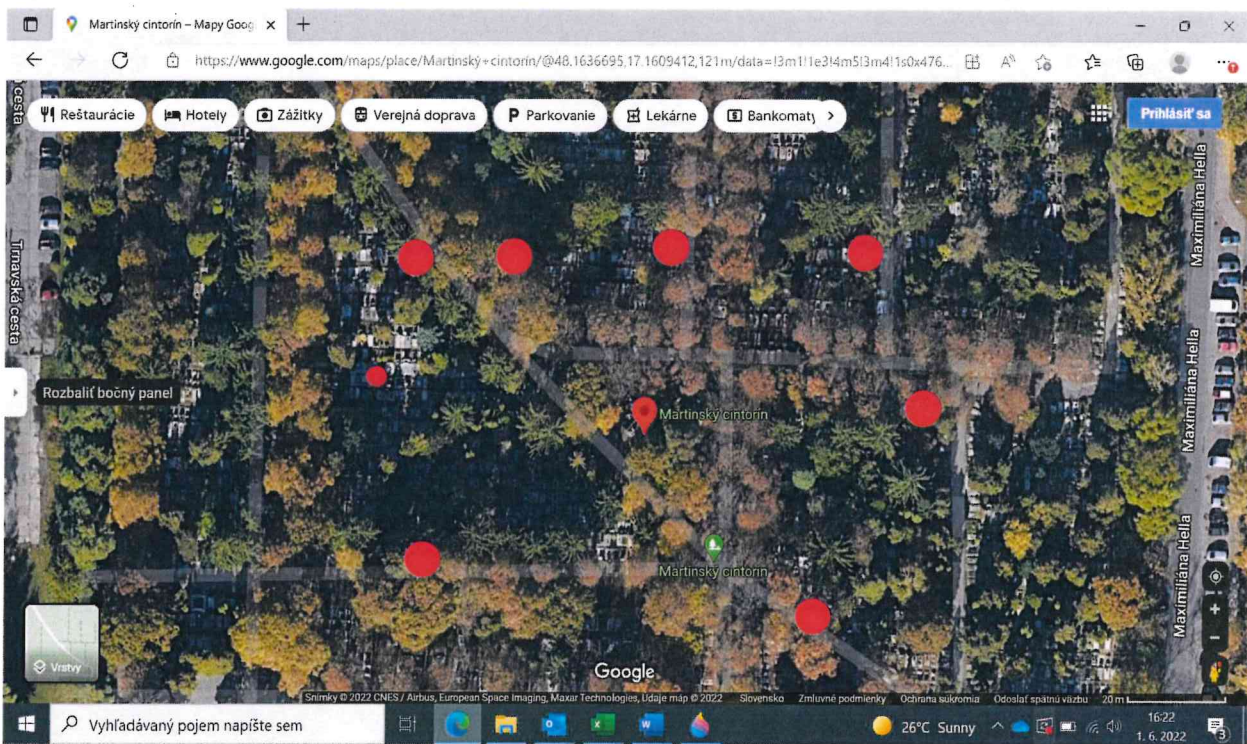 Martinský cintorín – Mapy Goog
https://www.google.com/maps/place/Martinský+cintorín/@48.1636695,17.1609412,121m/data=!3m1!1e3!4m5!3m4!1s0x476...
cesta
Reštaurácie
Hotely
Zážitky
Verejná doprava
P Parkovanie
Lekárne
Bankomaty
Prihlásiť sa
Maximiliána Hella
Trnavská cesta
Rozbaliť bočný panel
Martinský cintorín
Maximiliána Hella
Martinský cintorín
Maximiliána Hella
Vrstvy
Google
Snímky © 2022 CNES / Airbus, European Space Imaging, Maxar Technologies, Údaje máp © 2022 Slovensko Zmluvné podmienky Ochrana súkromia Odoslať spätnú väzbu 20 m
Vyhľadávaný pojem napíšte sem
26°C Sunny
16:22
1. 6. 2022
3